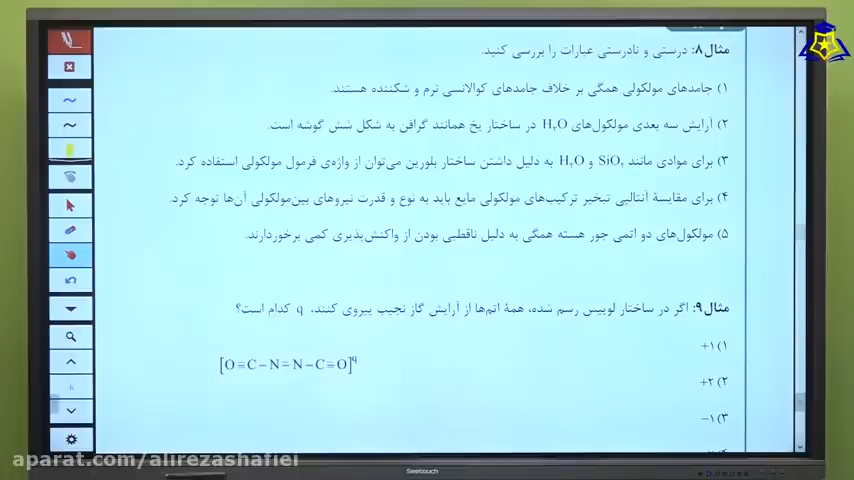 مثال۸: درستی و نادرستی عبارات را بررسی کنید.
۱) جامدهای مولکولی همگی بر خلاف جامدهای کوالانسی نرم و شکننده هستند.
۲) آرایش سه بعدی مولکول‌های H₂O در ساختار یخ همانند گرافن به شکل شش گوشه است.
۳) برای موادی مانند SiO₂ و H₂O به دلیل داشتن ساختار بلورین می‌توان از واژه‌ی فرمول مولکولی استفاده کرد.
۴) برای مقایسهٔ آنتالپی تبخیر ترکیب‌های مولکولی مایع باید به نوع و قدرت نیروهای بین‌مولکولی آن‌ها توجه کرد.
۵) مولکول‌های دو اتمی جور هسته همگی به دلیل ناقطبی بودن از واکنش‌پذیری کمی برخوردارند.
مثال۹: اگر در ساختار لوییس رسم شده، همهٔ اتم‌ها از آرایش گاز نجیب پیروی کنند، q کدام است؟
۱) +۱
[O≡C−N=N−C≡O]q
۲) +۲
۳) −۱
aparat.com/alirezashafiei
Seetouch